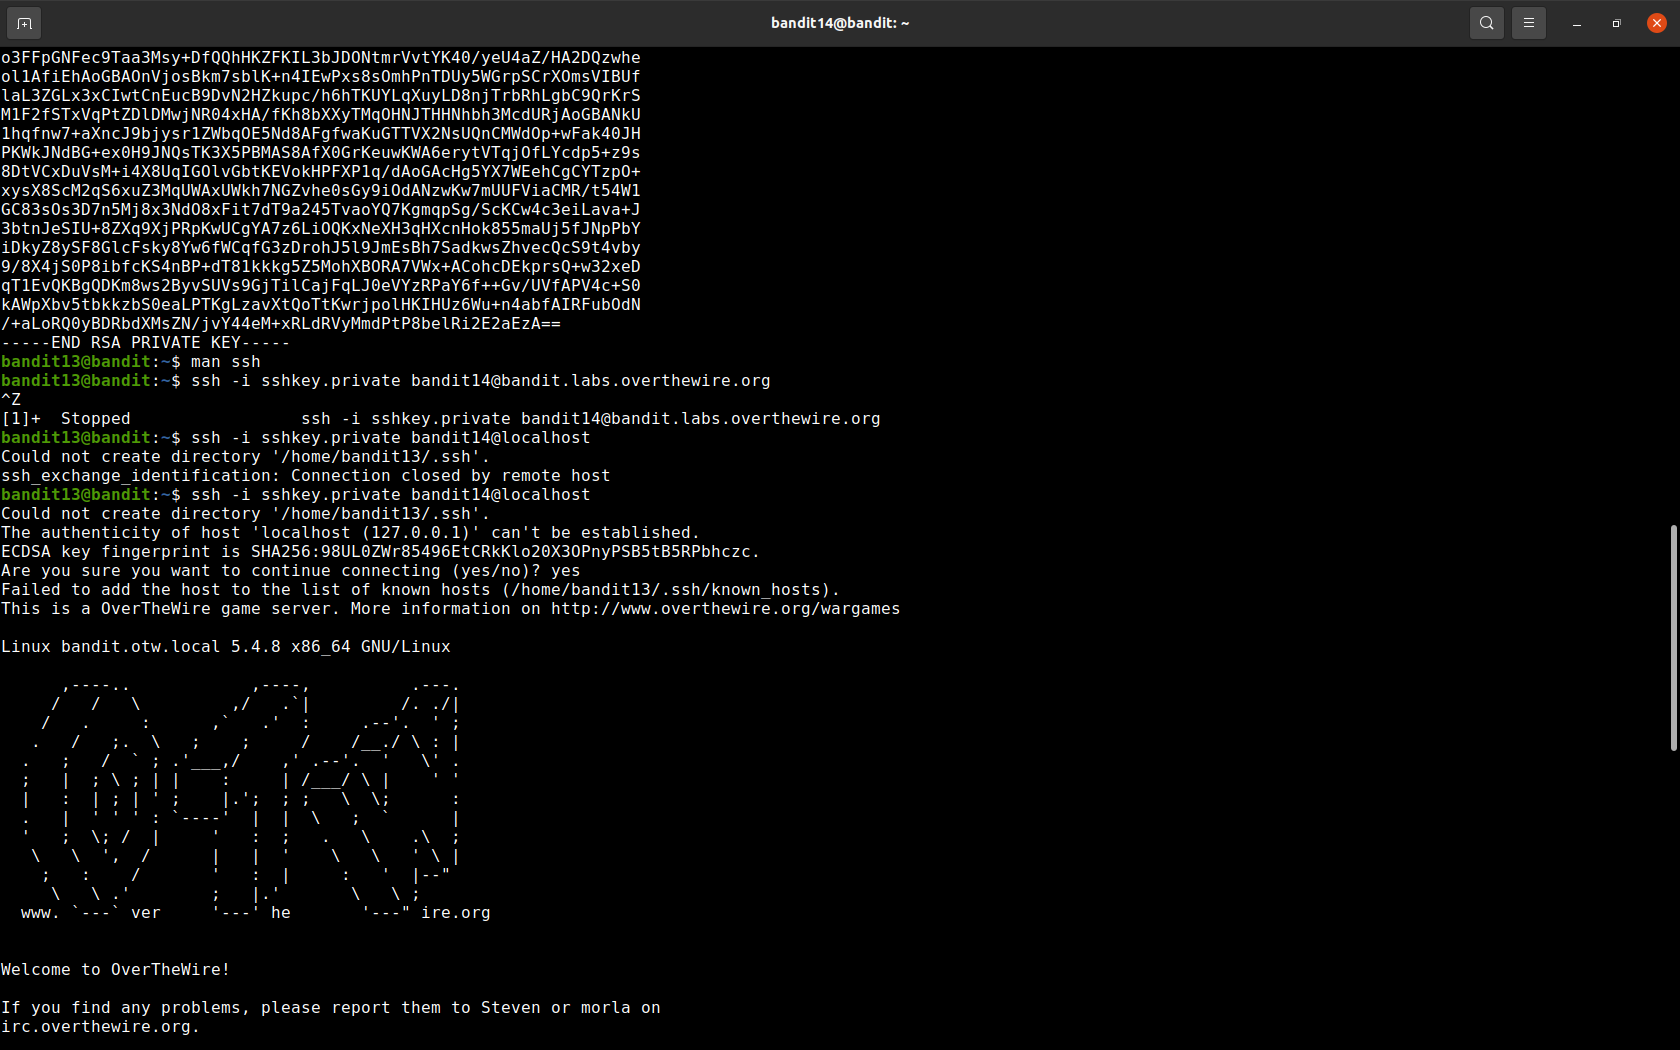 bandit14@bandit: ~
o3FFpGNFec9Taa3Msy+DfQQhHKZFKIL3bJDONtmrVvtYK40/yeU4aZ/HA2DQzwhe
ol1AfiEhAoGBAOnVjosBkm7sblK+n4IEwPxs8sOmhPnTDUy5WGrpSCrXOmsVIBUf
laL3ZGLx3xCIwtCnEucB9DvN2HZkupc/h6hTKUYLqXuyLD8njTrbRhLgbC9QrKrS
M1F2fSTxVqPtZDlDMwjNR04xHA/fKh8bXXyTMqOHNJTHHNhbh3McdURjAoGBANkU
1hqfnw7+aXncJ9bjysr1ZWbqOE5Nd8AFgfwaKuGTTVX2NsUQnCMWdOp+wFak40JH
PKWkJNdBG+ex0H9JNQsTK3X5PBMAS8AfX0GrKeuwKWA6erytVTqjOfLYcdp5+z9s
8DtVCxDuVsM+i4X8UqIGOlvGbtKEVokHPFXP1q/dAoGAcHg5YX7WEehCgCYTzpO+
xysX8ScM2qS6xuZ3MqUWAxUWkh7NGZvhe0sGy9iOdANzwKw7mUUFViaCMR/t54W1
GC83sOs3D7n5Mj8x3NdO8xFit7dT9a245TvaoYQ7KgmqpSg/ScKCw4c3eiLava+J
3btnJeSIU+8ZXq9XjPRpKwUCgYA7z6LiOQKxNeXH3qHXcnHok855maUj5fJNpPbY
iDkyZ8ySF8GlcFsky8Yw6fWCqfG3zDrohJ5l9JmEsBh7SadkwsZhvecQcS9t4vby
9/8X4jS0P8ibfcKS4nBP+dT81kkkg5Z5MohXBORA7VWx+ACohcDEkprsQ+w32xeD
qT1EvQKBgQDKm8ws2ByvSUVs9GjTilCajFqLJ0eVYzRPaY6f++Gv/UVfAPV4c+S0
kAWpXbv5tbkkzbS0eaLPTKgLzavXtQoTtKwrjpolHKIHUz6Wu+n4abfAIRFubOdN
/+aLoRQ0yBDRbdXMsZN/jvY44eM+xRLdRVyMmdPtP8belRi2E2aEzA==
-----END RSA PRIVATE KEY-----
bandit13@bandit:~$ man ssh
bandit13@bandit:~$ ssh -i sshkey.private bandit14@bandit.labs.overthewire.org
^Z
[1]+  Stopped                 ssh -i sshkey.private bandit14@bandit.labs.overthewire.org
bandit13@bandit:~$ ssh -i sshkey.private bandit14@localhost
Could not create directory '/home/bandit13/.ssh'.
ssh_exchange_identification: Connection closed by remote host
bandit13@bandit:~$ ssh -i sshkey.private bandit14@localhost
Could not create directory '/home/bandit13/.ssh'.
The authenticity of host 'localhost (127.0.0.1)' can't be established.
ECDSA key fingerprint is SHA256:98UL0ZWr85496EtCRkKlo20X3OPnyPSB5tB5RPbhczc.
Are you sure you want to continue connecting (yes/no)? yes
Failed to add the host to the list of known hosts (/home/bandit13/.ssh/known_hosts).
This is a OverTheWire game server. More information on http://www.overthewire.org/wargames
Linux bandit.otw.local 5.4.8 x86_64 GNU/Linux
www. `---` ver     '---' he       '---" ire.org
Welcome to OverTheWire!
If you find any problems, please report them to Steven or morla on
irc.overthewire.org.